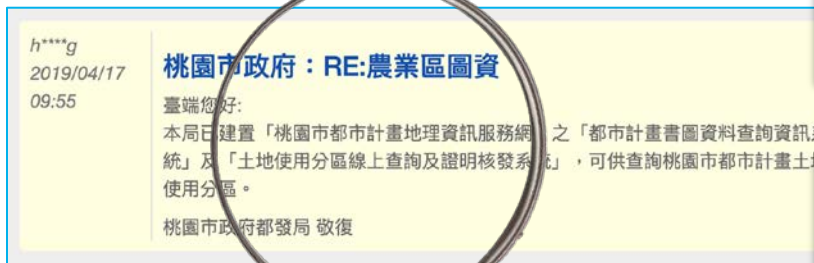 h****g
2019/04/17
09:55
桃園市政府：RE:農業區圖資
臺端您好:
本局已建置「桃園市都市計畫地理資訊服務網」之「都市計畫書圖資料查詢資訊
統」及「土地使用分區線上查詢及證明核發系統」，可供查詢桃園市都市計畫土
使用分區。
桃園市政府都發局 敬復